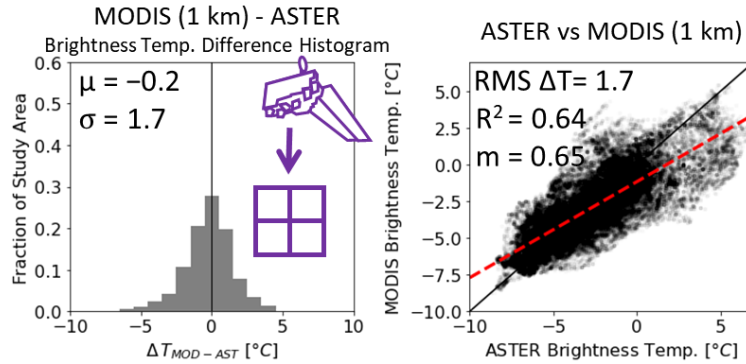 MODIS (1 km) - ASTER
Brightness Temp. Difference Histogram
Fraction of Study Area
0.6
0.5
0.4
0.3
0.2
0.1
0.0
μ = −0.2
σ = 1.7
−10
−5
0
5
10
ΔT_MOD−AST [°C]
ASTER vs MODIS (1 km)
MODIS Brightness Temp. [°C]
5.0
2.5
0.0
−2.5
−5.0
−7.5
−10.0
RMS ΔT= 1.7
R² = 0.64
m = 0.65
−10
−5
0
5
ASTER Brightness Temp. [°C]